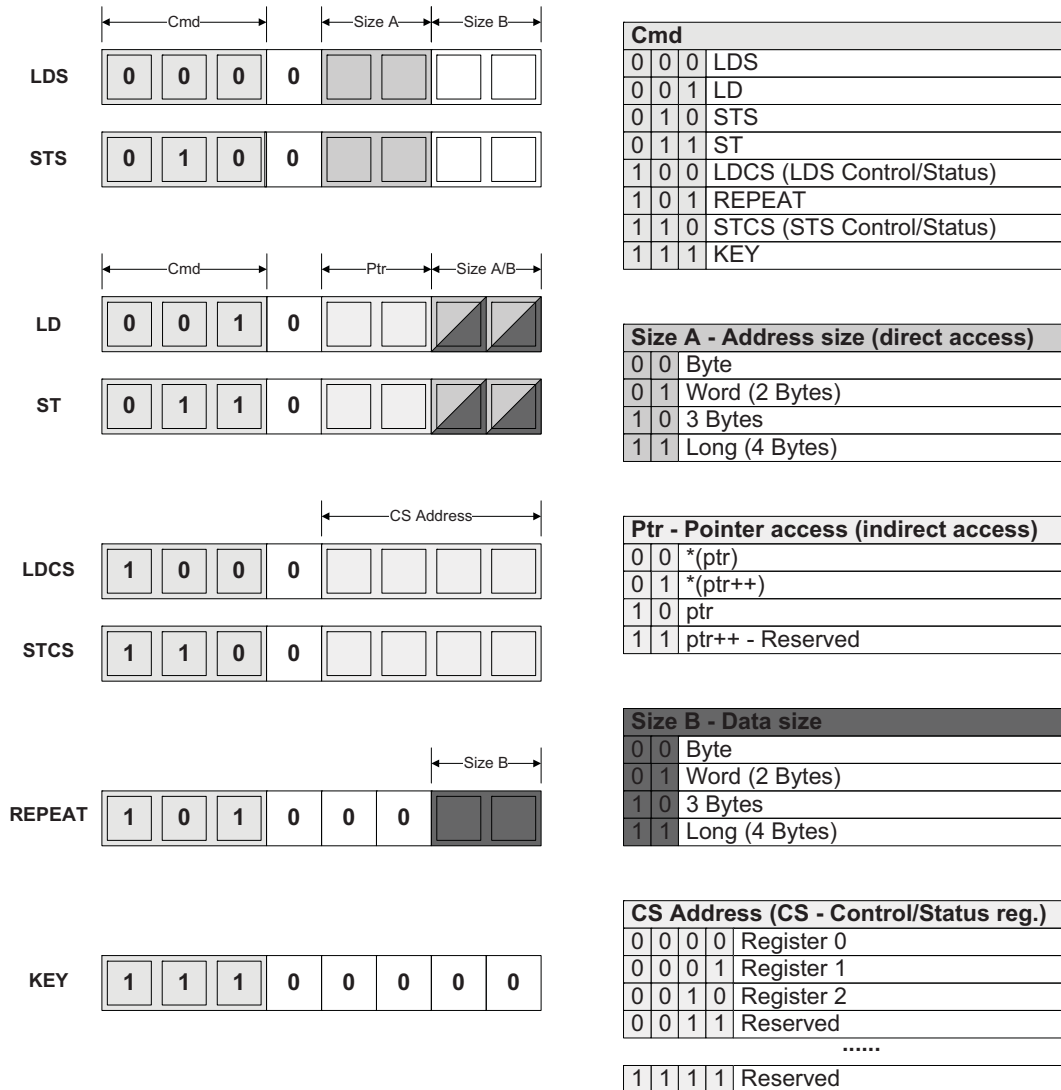 Cmd Size A Size B
LDS 0 0 0 0
STS 0 1 0 0
Cmd Ptr Size A/B
LD 0 0 1 0
ST 0 1 1 0
CS Address
LDCS 1 0 0 0
STCS 1 1 0 0
Size B
REPEAT 1 0 1 0 0 0
KEY 1 1 1 0 0 0 0 0
Cmd
0 0 0 LDS
0 0 1 LD
0 1 0 STS
0 1 1 ST
1 0 0 LDCS (LDS Control/Status)
1 0 1 REPEAT
1 1 0 STCS (STS Control/Status)
1 1 1 KEY
Size A - Address size (direct access)
0 0 Byte
0 1 Word (2 Bytes)
1 0 3 Bytes
1 1 Long (4 Bytes)
Ptr - Pointer access (indirect access)
0 0 *(ptr)
0 1 *(ptr++)
1 0 ptr
1 1 ptr++ - Reserved
Size B - Data size
0 0 Byte
0 1 Word (2 Bytes)
1 0 3 Bytes
1 1 Long (4 Bytes)
CS Address (CS - Control/Status reg.)
0 0 0 0 Register 0
0 0 0 1 Register 1
0 0 1 0 Register 2
0 0 1 1 Reserved
......
1 1 1 1 Reserved